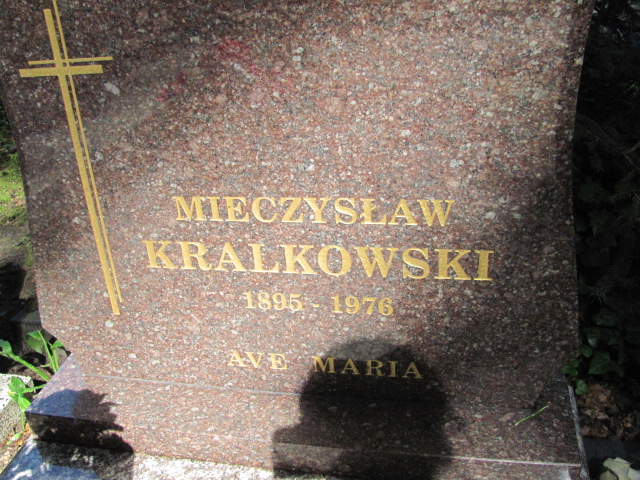 MIECZYSŁAW
KRALKOWSKI
1895 - 1976
AVE MARIA